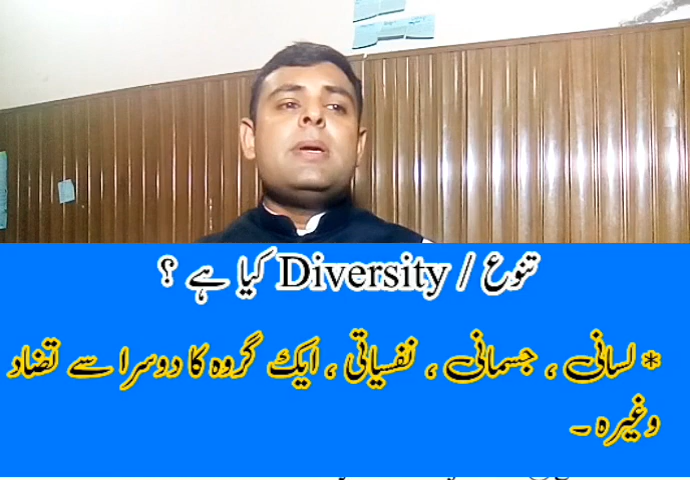 تنوع / Diversity کیا ہے ؟
* لسانی ، جسمانی ، نفسیاتی ، ایک گروہ کا دوسرا سے تضاد
وغیرہ ۔